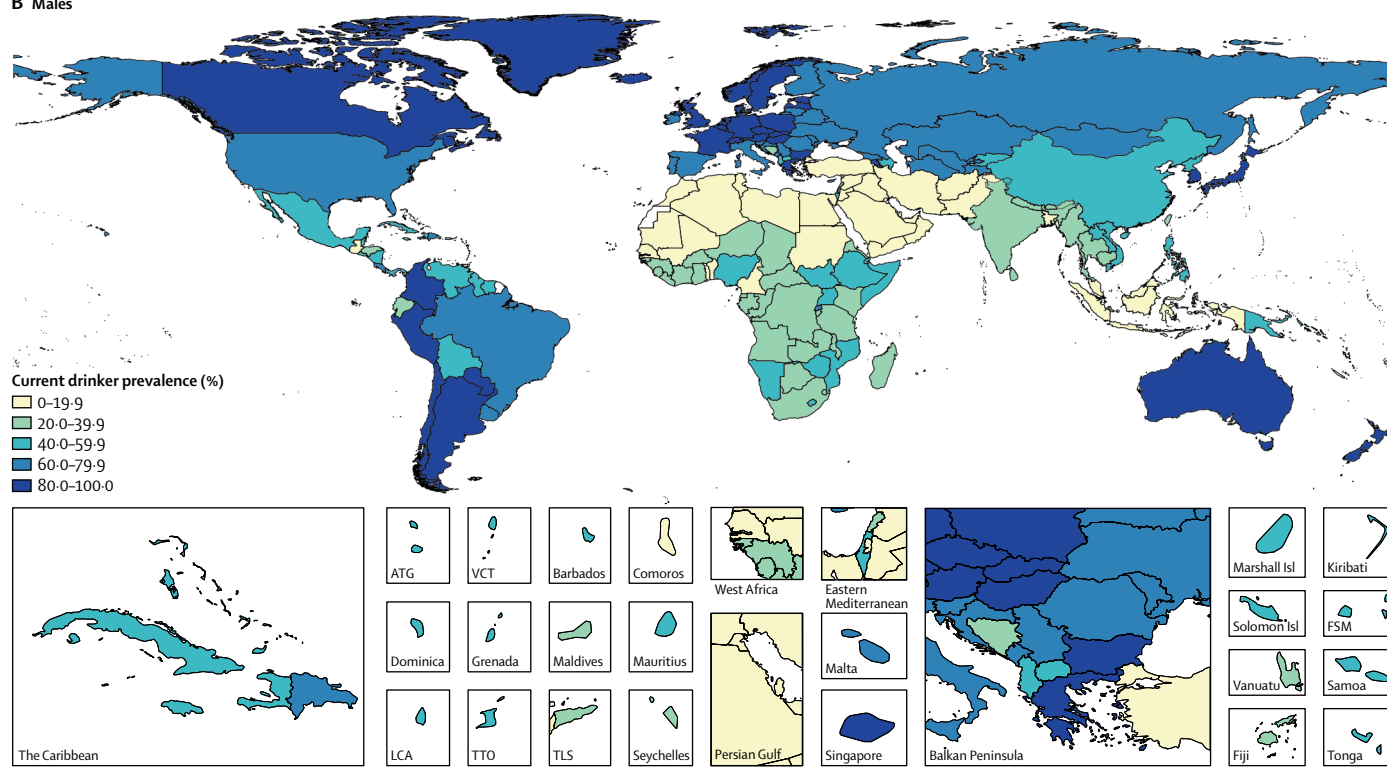 B Males
Current drinker prevalence (%)
0–19·9
20·0–39·9
40·0–59·9
60·0–79·9
80·0–100·0
The Caribbean
ATG
VCT
Barbados
Comoros
West Africa
Eastern
Mediterranean
Dominica
Grenada
Maldives
Mauritius
Malta
LCA
TTO
TLS
Seychelles
Persian Gulf
Singapore
Balkan Peninsula
Marshall Isl
Kiribati
Solomon Isl
FSM
Vanuatu
Samoa
Fiji
Tonga